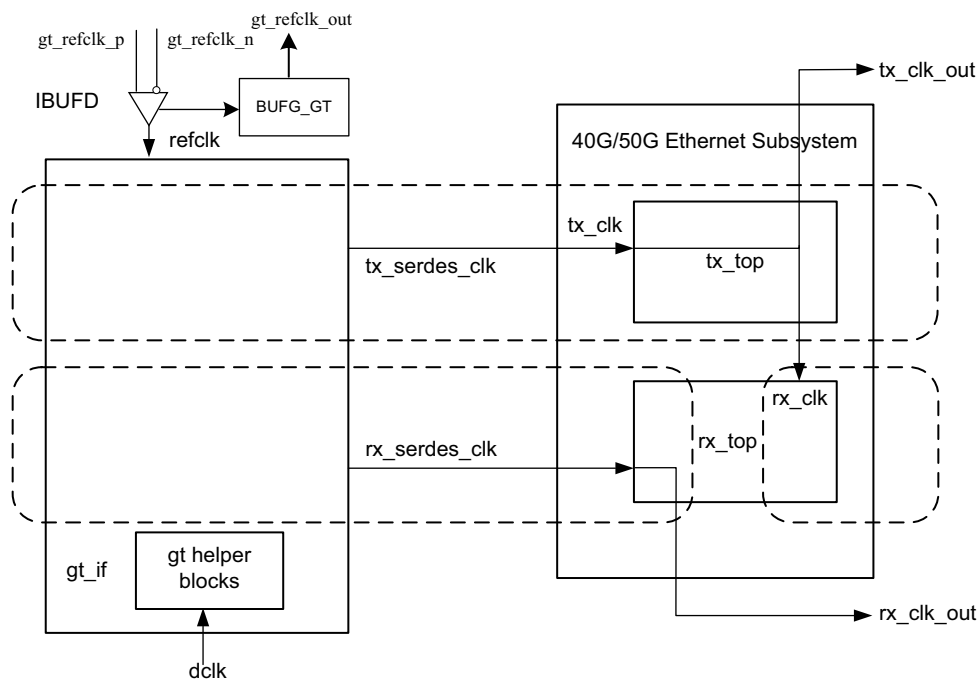 gt_refclk_out
gt_refclk_p
gt_refclk_n
IBUFD
BUFG_GT
refclk
tx_clk_out
40G/50G Ethernet Subsystem
tx_clk
tx_serdes_clk
tx_top
rx_clk
rx_serdes_clk
rx_top
gt_if
gt helper
blocks
rx_clk_out
dclk